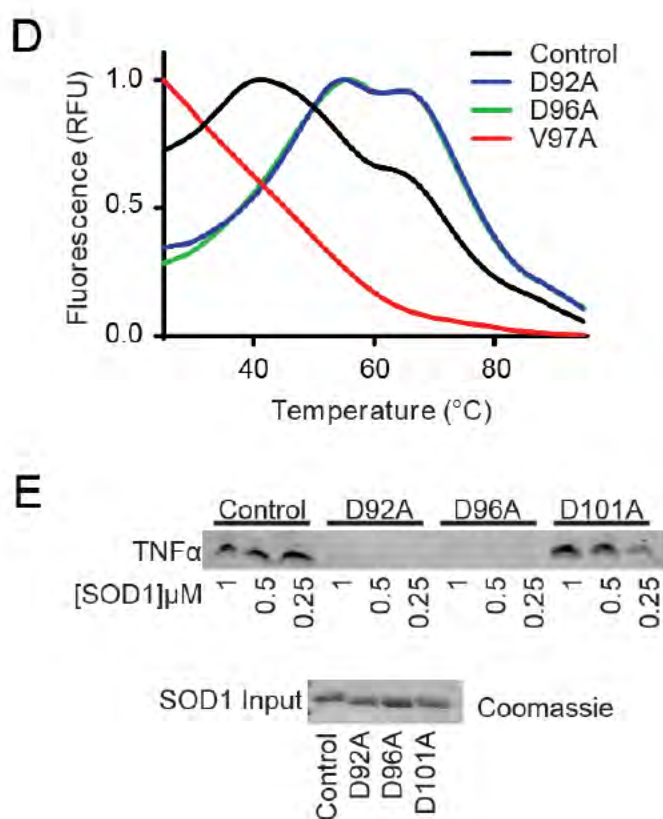 D
Fluorescence (RFU)
1.0
0.5
0.0
40 60 80
Temperature (°C)
Control
D92A
D96A
V97A
E
Control D92A D96A D101A
TNFα
[SOD1]μM 1 0.5 0.25 1 0.5 0.25 1 0.5 0.25 1 0.5 0.25
SOD1 Input Coomassie
Control D92A D96A D101A